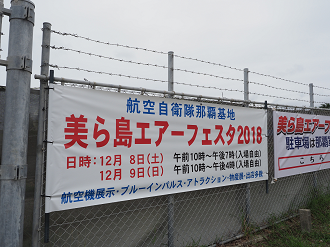 航空自衛隊那覇基地
美ら島エアーフェスタ2018
日時：12月 8日（土） 午前10時～午後7時（入場自由）
12月 9日（日） 午前10時～午後4時（入場自由）
航空機展示・ブルーインパルス・アトラクション・物産展・出店多数
美ら島エア
駐車場は那覇
こちら